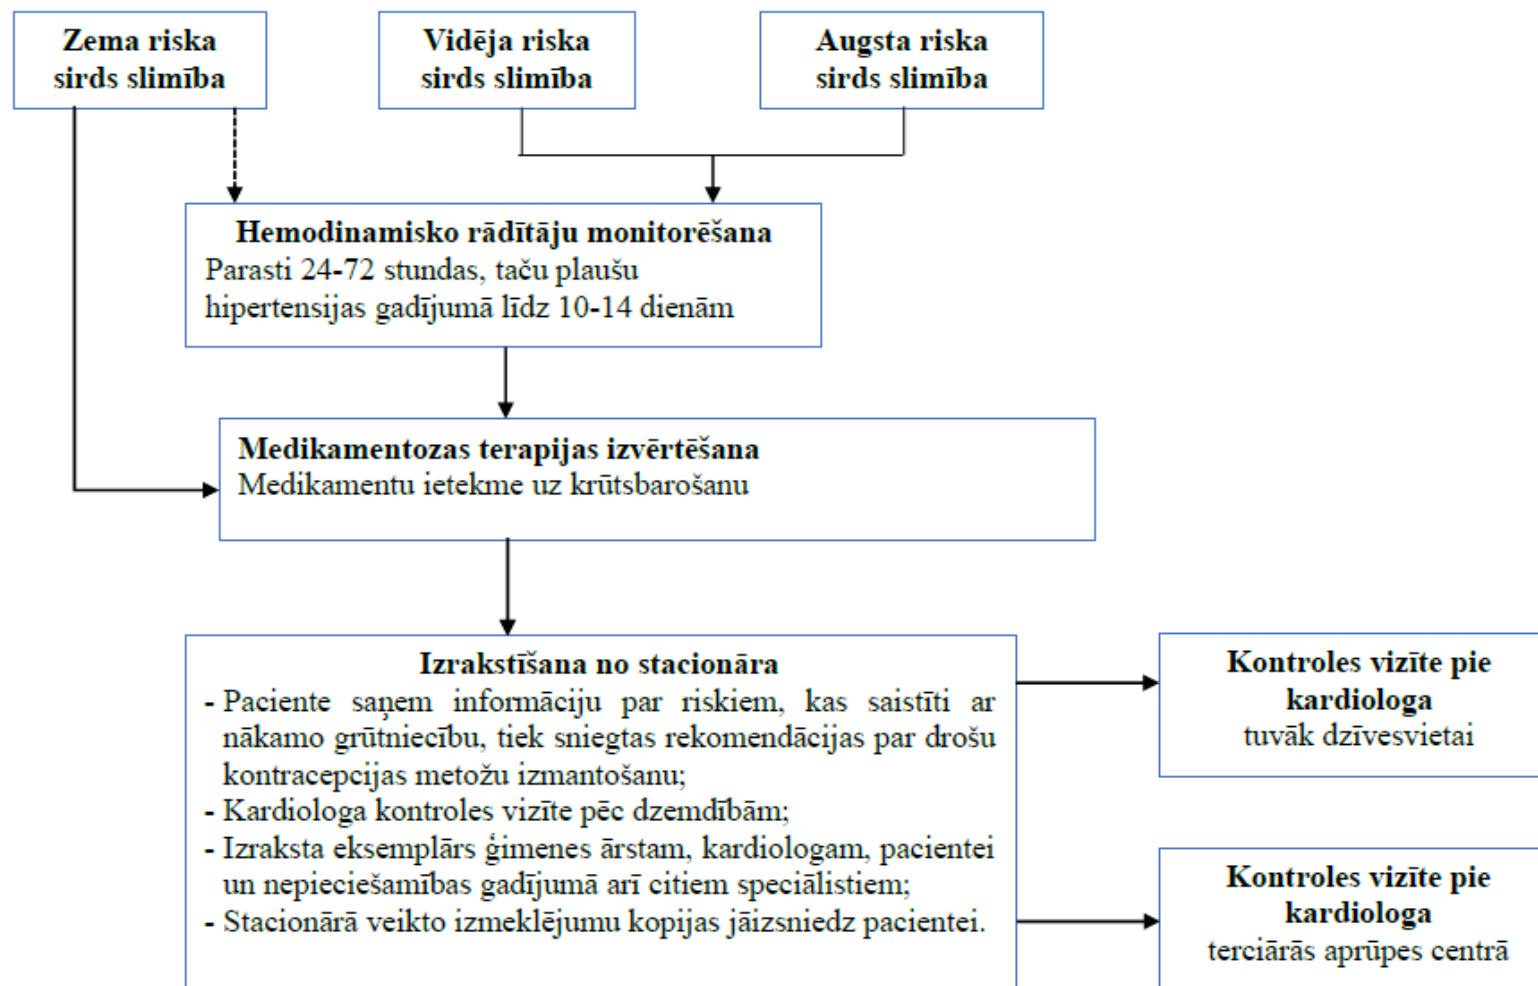 Zema riska
sirds slimība
Vidēja riska
sirds slimība
Augsta riska
sirds slimība
Hemodinamisko rādītāju monitorēšana
Parasti 24-72 stundas, taču plaušu
hipertensijas gadījumā līdz 10-14 dienām
Medikamentozas terapijas izvērtēšana
Medikamentu ietekme uz krūtsbarošanu
Izrakstīšana no stacionāra
- Paciente saņem informāciju par riskiem, kas saistīti ar
nākamo grūtniecību, tiek sniegtas rekomendācijas par drošu
kontracepcijas metožu izmantošanu;
- Kardiologa kontroles vizīte pēc dzemdībām;
- Izraksta eksemplārs ģimenes ārstam, kardiologam, pacientei
un nepieciešamības gadījumā arī citiem speciālistiem;
- Stacionārā veikto izmeklējumu kopijas jāizsniedz pacientei.
Kontroles vizīte pie
kardiologa
tuvāk dzīvesvietai
Kontroles vizīte pie
kardiologa
terciārās aprūpes centrā